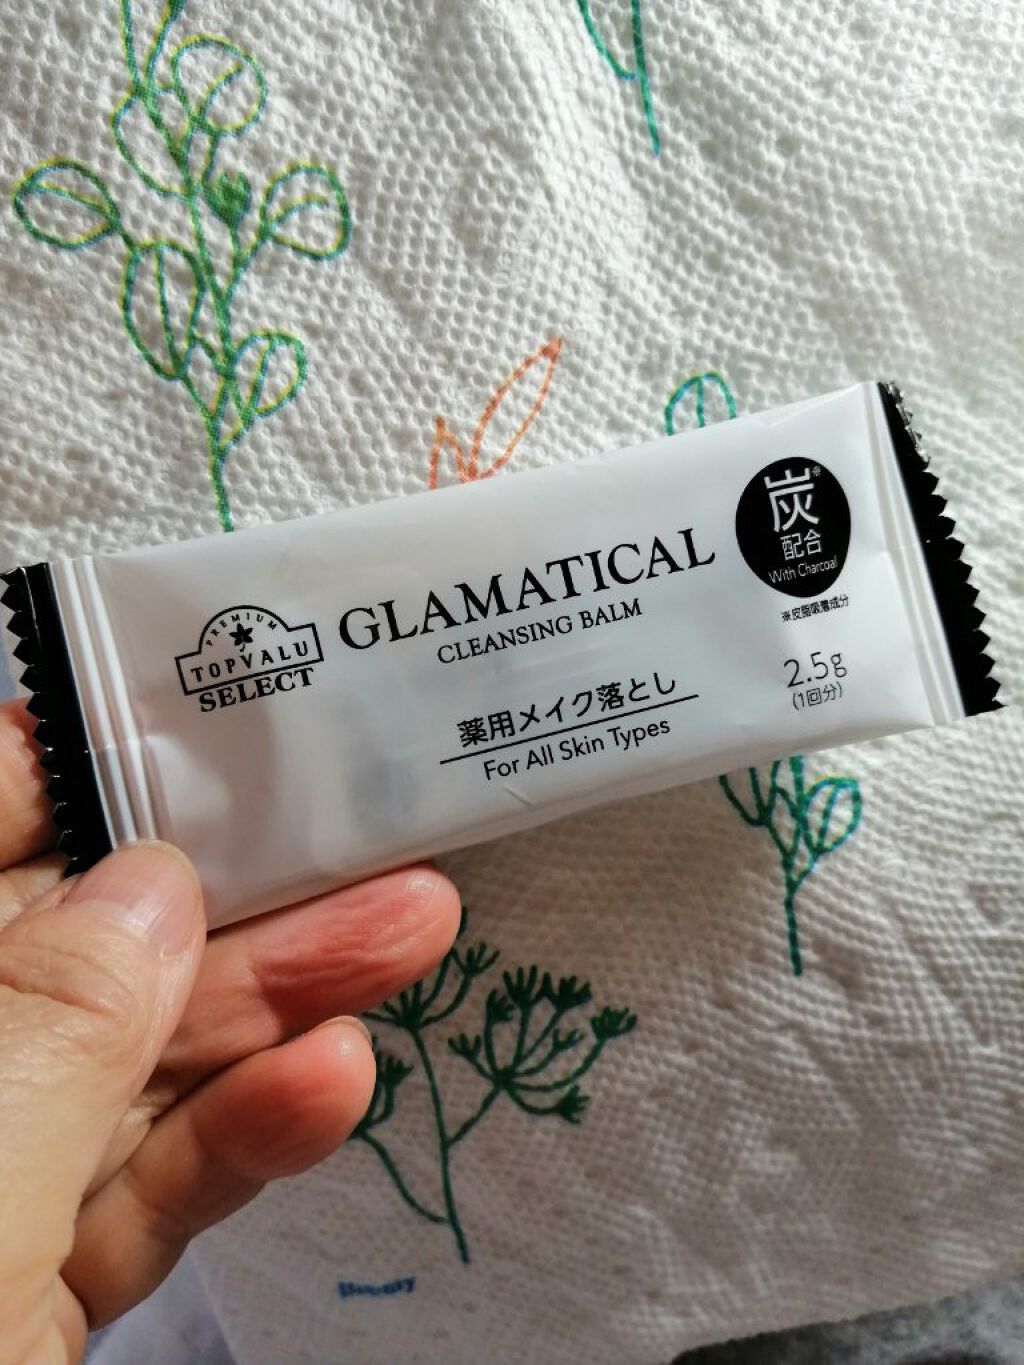 PREMIUM
TOPVALU
SELECT
GLAMATICAL
CLEANSING BALM
薬用メイク落とし
For All Skin Types
炭※
配合
With Charcoal
※皮脂吸着成分
2.5g
(1回分)
Bounty